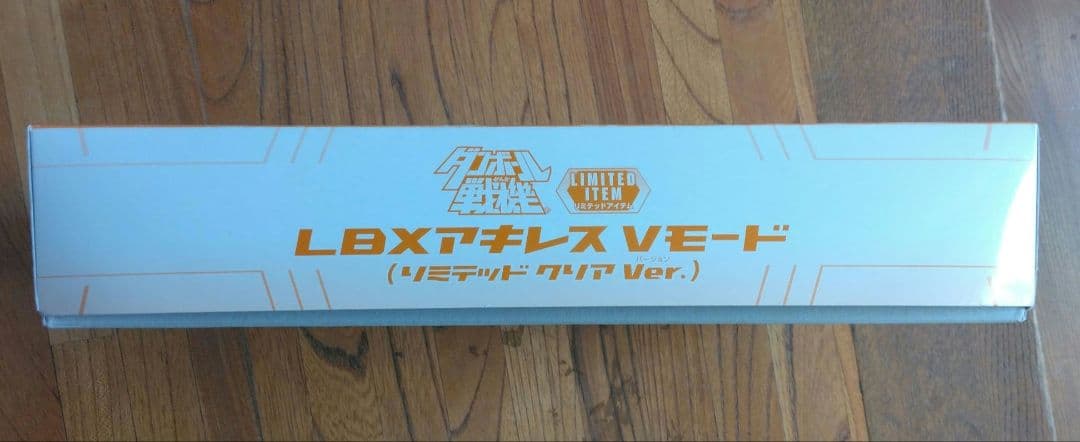 ダンボール
戦機
LIMITED
ITEM
リミテッドアイテム
LBXアキレス Vモード
バージョン
(リミテッド クリア Ver.)